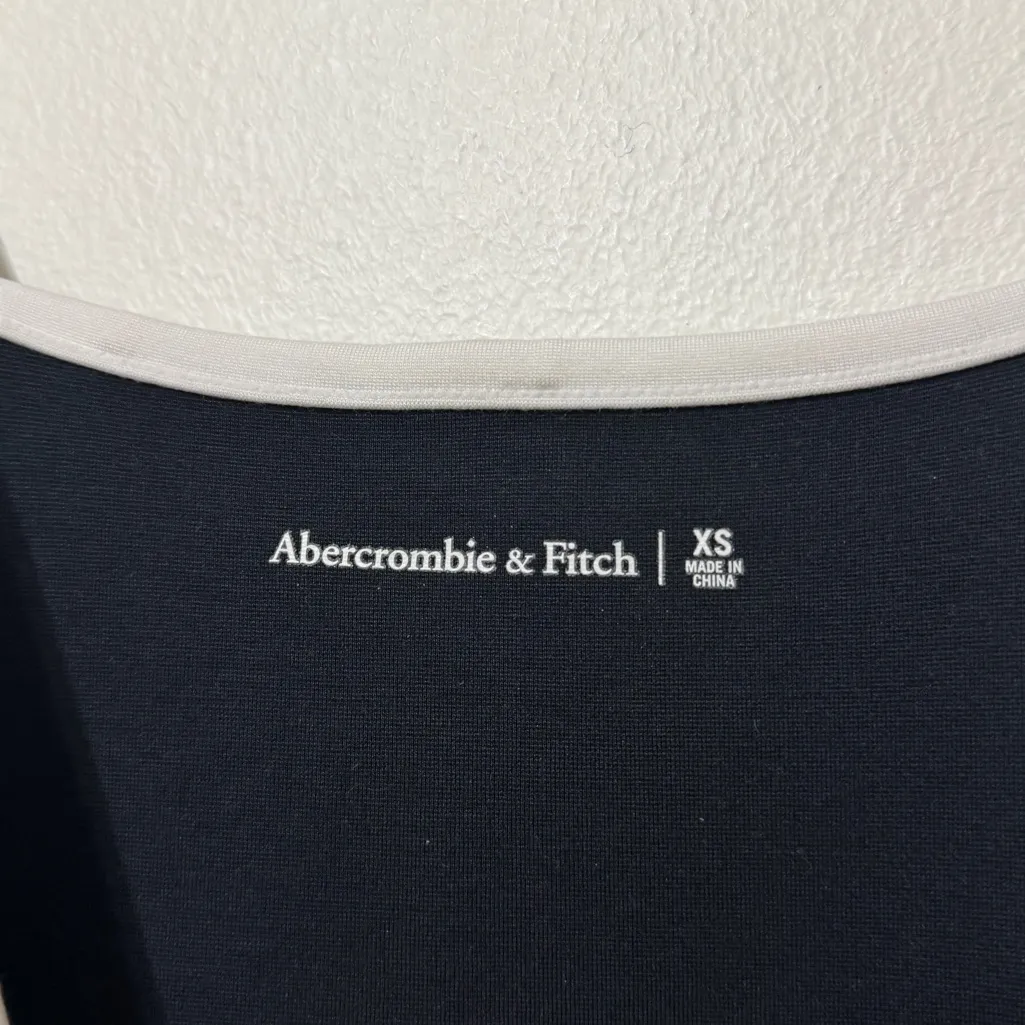 Abercrombie & Fitch | XS
MADE IN
CHINA